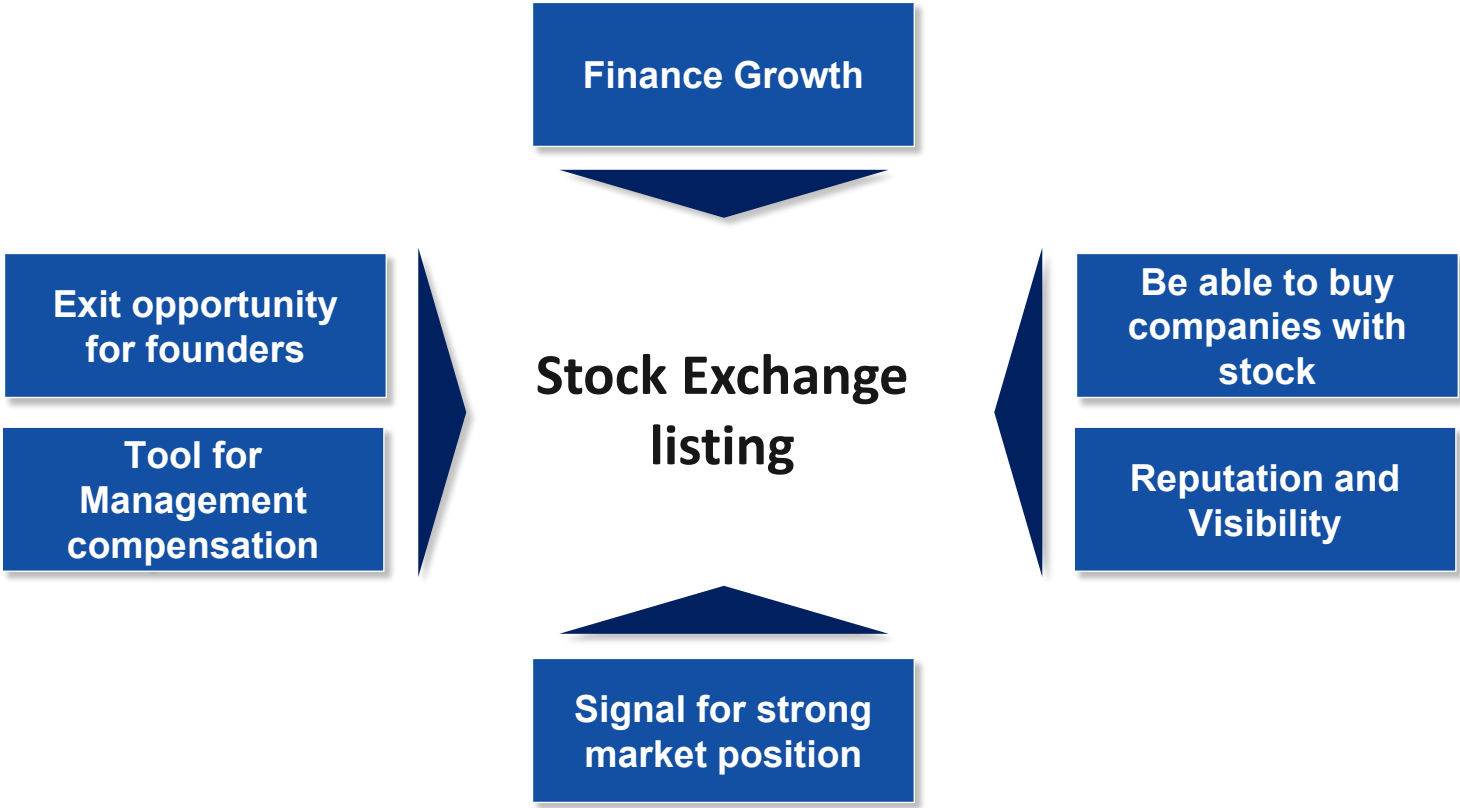 Finance Growth
Exit opportunity
for founders
Tool for
Management
compensation
Stock Exchange
listing
Be able to buy
companies with
stock
Reputation and
Visibility
Signal for strong
market position